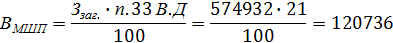 В_МШП = (З_заг. · п.33 В.Д) / 100 = (574932 · 21) / 100 = 120736